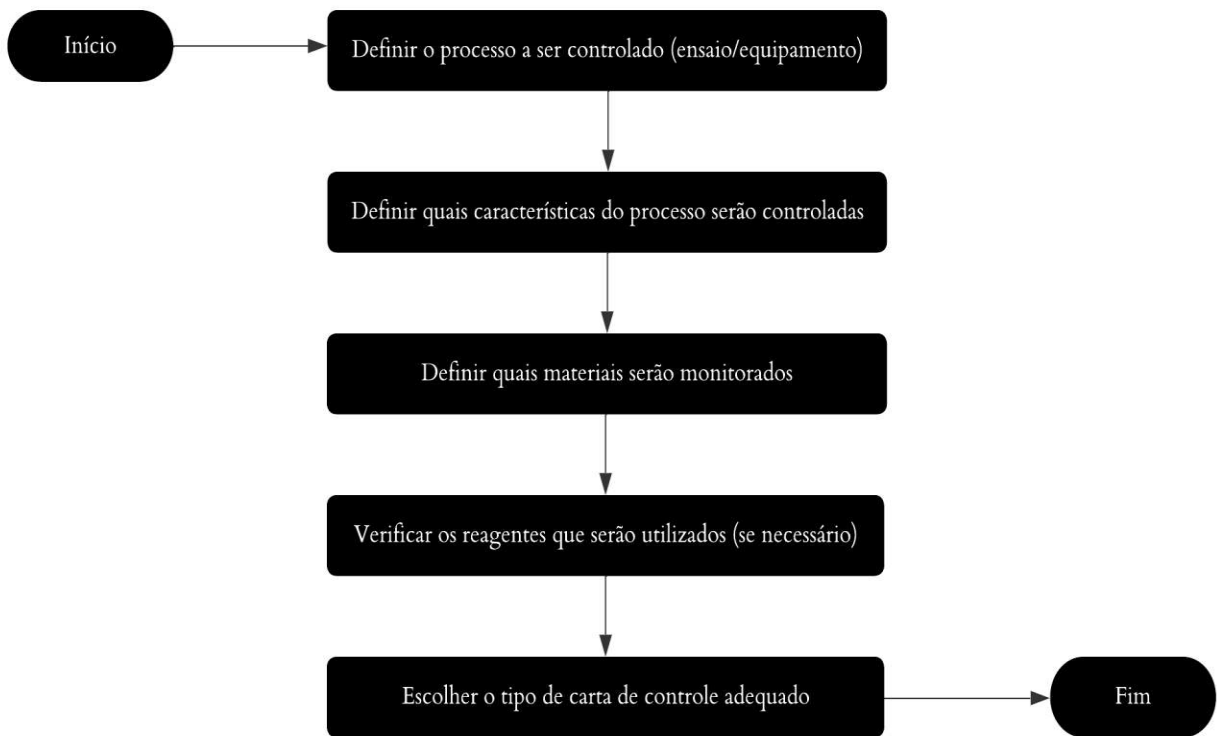 Início
Definir o processo a ser controlado (ensaio/equipamento)
Definir quais características do processo serão controladas
Definir quais materiais serão monitorados
Verificar os reagentes que serão utilizados (se necessário)
Escolher o tipo de carta de controle adequado
Fim